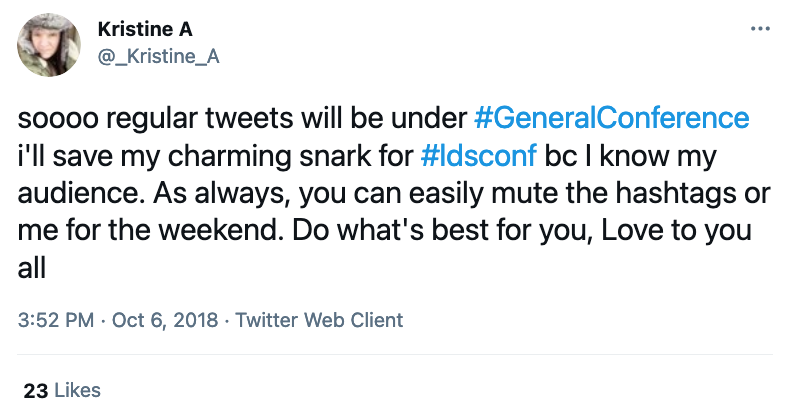 Kristine A
@_Kristine_A
soooo regular tweets will be under #GeneralConference
i'll save my charming snark for #ldsconf bc I know my
audience. As always, you can easily mute the hashtags or
me for the weekend. Do what's best for you, Love to you
all
3:52 PM · Oct 6, 2018 · Twitter Web Client
23 Likes